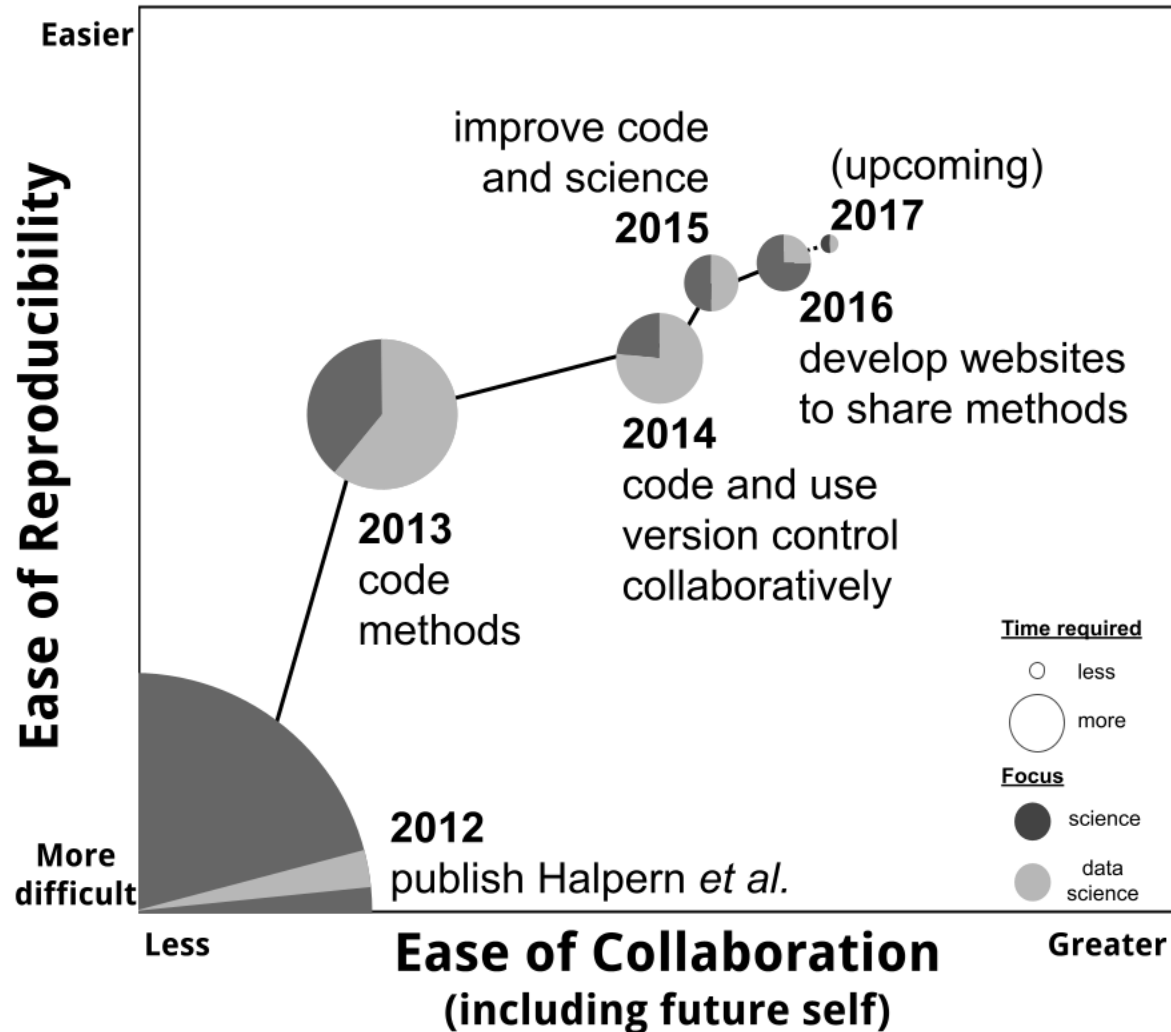 Easier
Ease of Reproducibility
More
difficult
improve code
and science
2015
(upcoming)
2017
2016
develop websites
to share methods
2014
code and use
version control
collaboratively
2013
code
methods
2012
publish Halpern et al.
Time required
less
more
Focus
science
data
science
Less
Ease of Collaboration
(including future self)
Greater